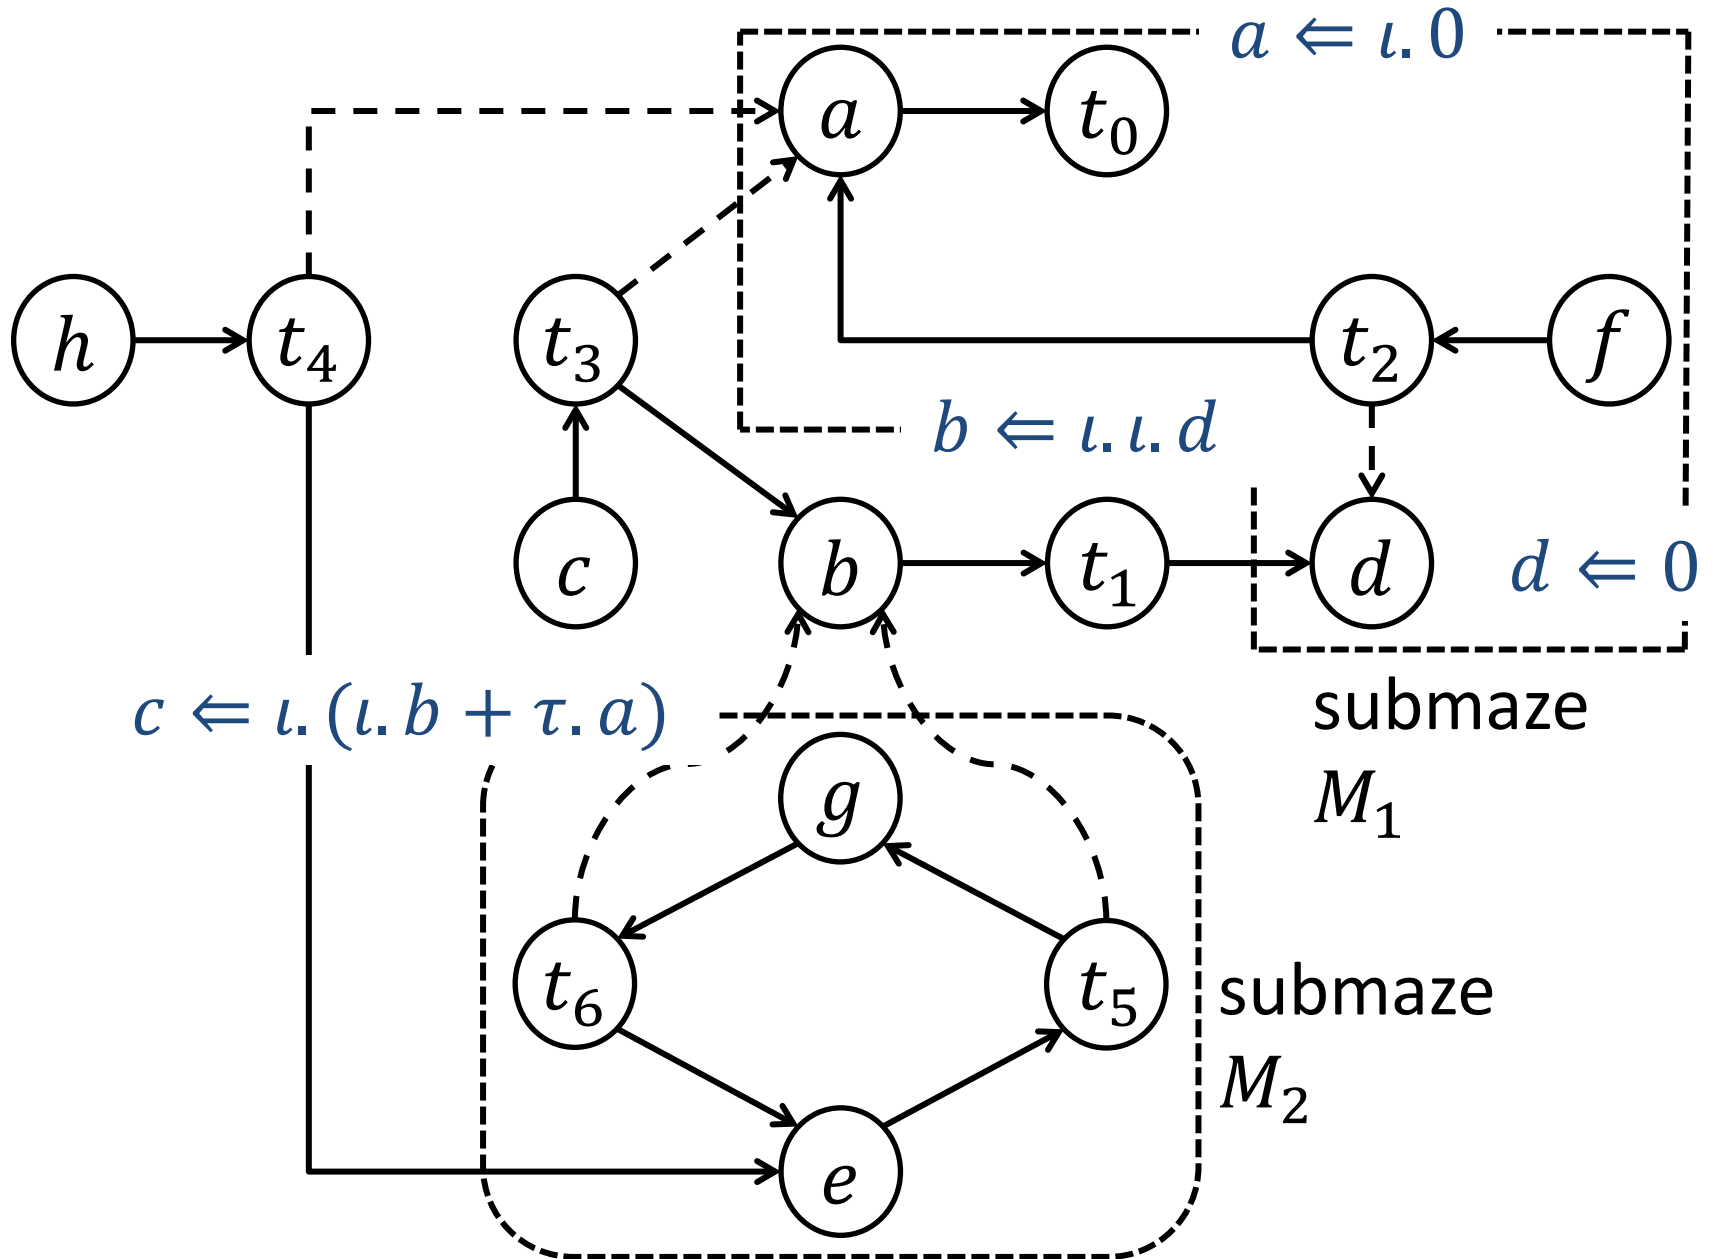 a ⇐ ι. 0
a
t₀
h
t₄
t₃
t₂
f
b ⇐ ι. ι. d
c
b
t₁
d
d ⇐ 0
c ⇐ ι. (ι. b + τ. a)
submaze
M₁
g
t₆
t₅
submaze
M₂
e